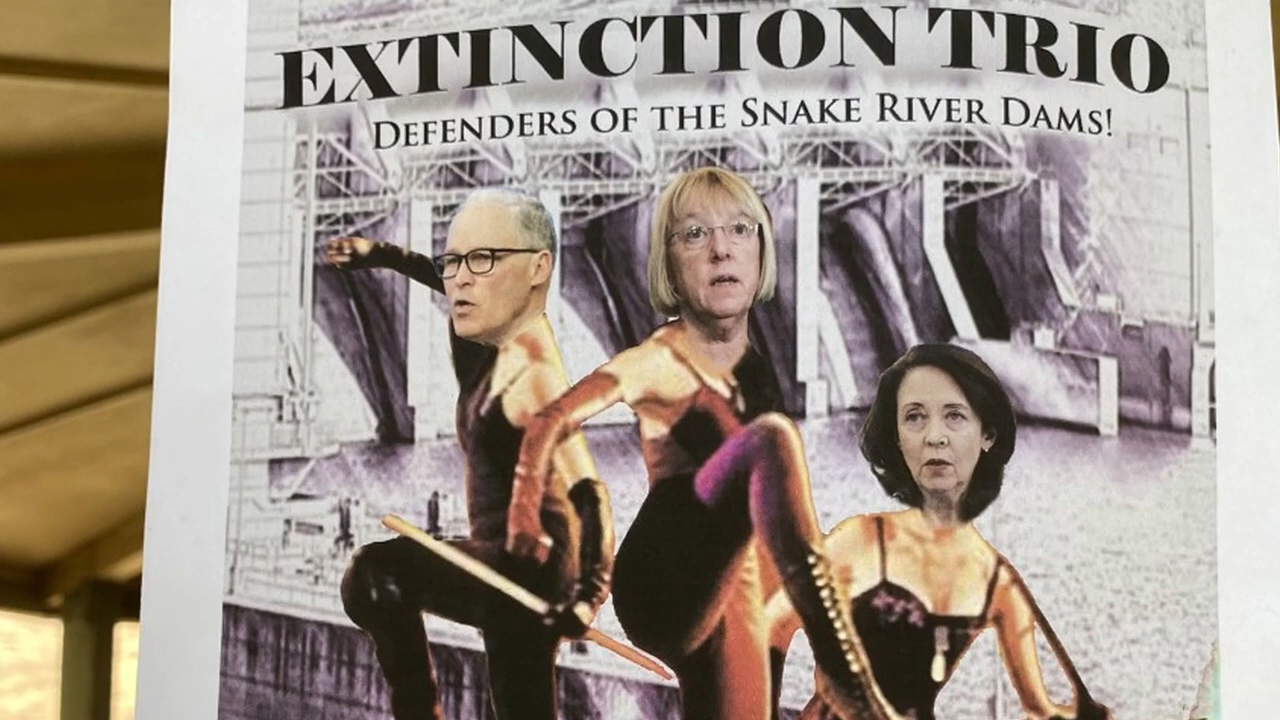 EXTINCTION TRIO
DEFENDERS OF THE SNAKE RIVER DAMS!